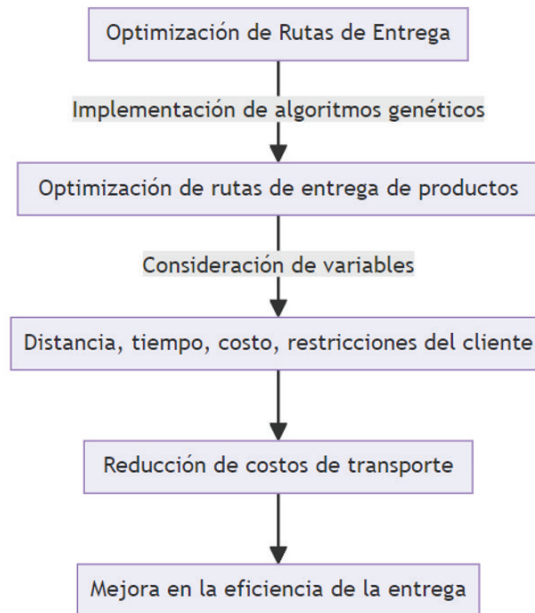 Optimización de Rutas de Entrega
Implementación de algoritmos genéticos
Optimización de rutas de entrega de productos
Consideración de variables
Distancia, tiempo, costo, restricciones del cliente
Reducción de costos de transporte
Mejora en la eficiencia de la entrega